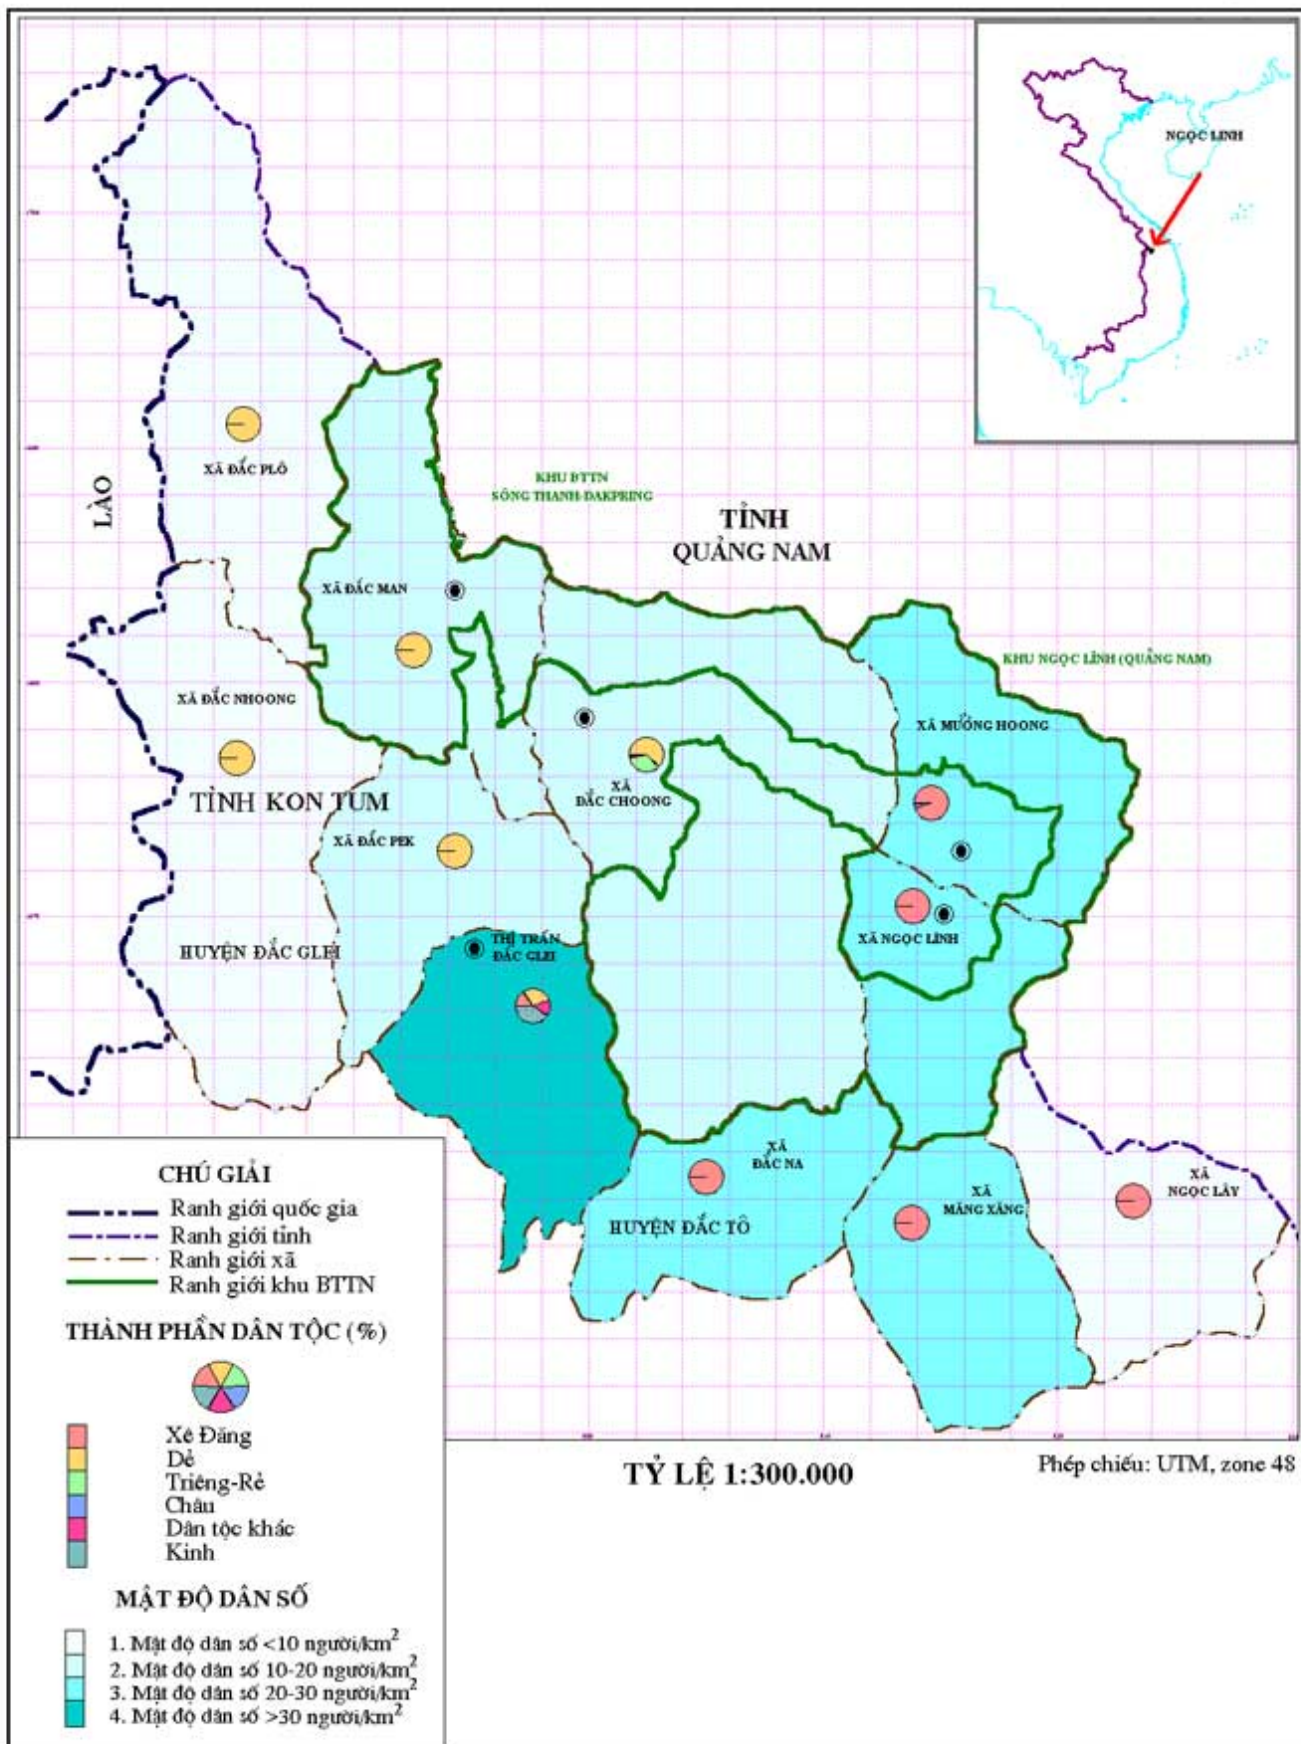 NGỌC LINH
XÃ ĐẮC PLÔ
LÀO
KHU BTTN
SÔNG THANH-DAKPRING
TỈNH
QUẢNG NAM
XÃ ĐẮC MAN
KHU NGỌC LĨNH (QUẢNG NAM)
XÃ ĐẮC NHOONG
XÃ MƯỜNG HOONG
XÃ
ĐẮC CHOONG
TỈNH KON TUM
XÃ ĐẮC PEK
THỊ TRẤN
ĐẮC GLEI
XÃ NGỌC LĨNH
HUYỆN ĐẮC GLEI
XÃ
ĐẮC NA
XÃ
NGỌC LÂY
XÃ
MĂNG XĂNG
HUYỆN ĐẮC TÔ
CHÚ GIẢI
Ranh giới quốc gia
Ranh giới tỉnh
Ranh giới xã
Ranh giới khu BTTN
THÀNH PHẦN DÂN TỘC (%)
Xê Đăng
Dẻ
Triêng-Rẻ
Châu
Dân tộc khác
Kinh
MẬT ĐỘ DÂN SỐ
1. Mật độ dân số <10 người/km²
2. Mật độ dân số 10-20 người/km²
3. Mật độ dân số 20-30 người/km²
4. Mật độ dân số >30 người/km²
TỶ LỆ 1:300.000
Phép chiếu: UTM, zone 48